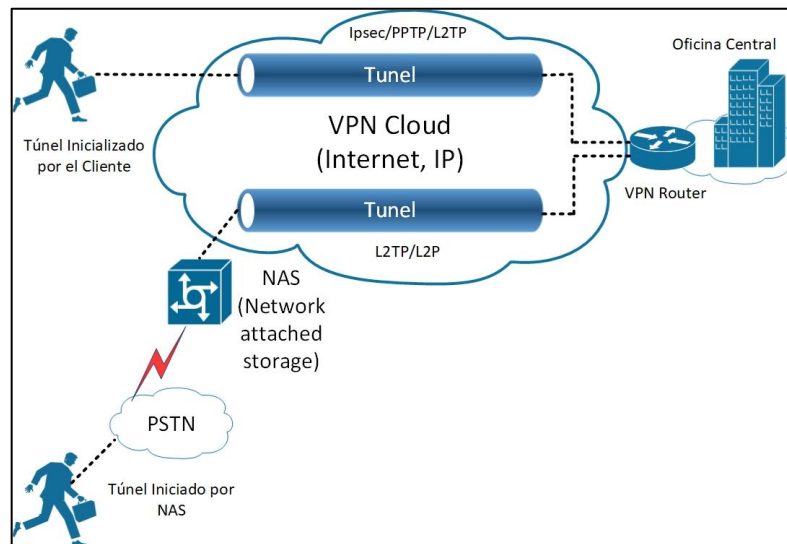 Ipsec/PPTP/L2TP
Oficina Central
Tunel
Túnel Inicializado
por el Cliente
VPN Cloud
(Internet, IP)
VPN Router
Tunel
L2TP/L2P
NAS
(Network
attached
storage)
PSTN
Túnel Iniciado por
NAS